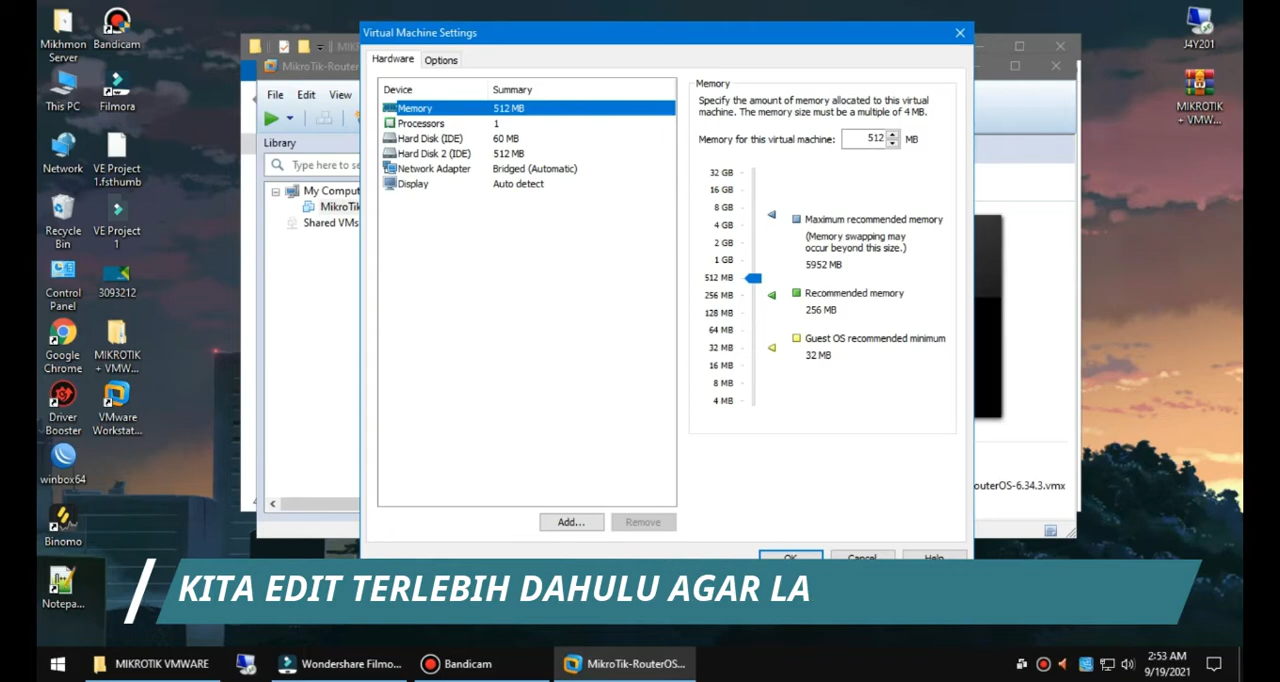 Mikhmon
Server
Bandicam
This PC
Filmora
Network
VE Project
1.fsthumb
Recycle
Bin
VE Project
1
Control
Panel
3093212
Google
Chrome
MIKROTIK
+ VMW...
Driver
Booster
VMware
Workstat...
winbox64
Binomo
Notepa...
J4Y201
MIKROTIK
+ VMW...
MikroTik-Router
File Edit View
Library
Type here to se
My Comput
MikroTik
Shared VMs
outerOS-6.34.3.vmx
Virtual Machine Settings
Hardware Options
Device Summary
Memory 512 MB
Processors 1
Hard Disk (IDE) 60 MB
Hard Disk 2 (IDE) 512 MB
Network Adapter Bridged (Automatic)
Display Auto detect
Add... Remove
Memory
Specify the amount of memory allocated to this virtual
machine. The memory size must be a multiple of 4 MB.
Memory for this virtual machine: 512 MB
32 GB
16 GB
8 GB
4 GB
2 GB
1 GB
512 MB
256 MB
128 MB
64 MB
32 MB
16 MB
8 MB
4 MB
Maximum recommended memory
(Memory swapping may
occur beyond this size.)
5952 MB
Recommended memory
256 MB
Guest OS recommended minimum
32 MB
OK Cancel Help
KITA EDIT TERLEBIH DAHULU AGAR LA
MIKROTIK VMWARE
Wondershare Filmo...
Bandicam
MikroTik-RouterOS...
2:53 AM
9/19/2021